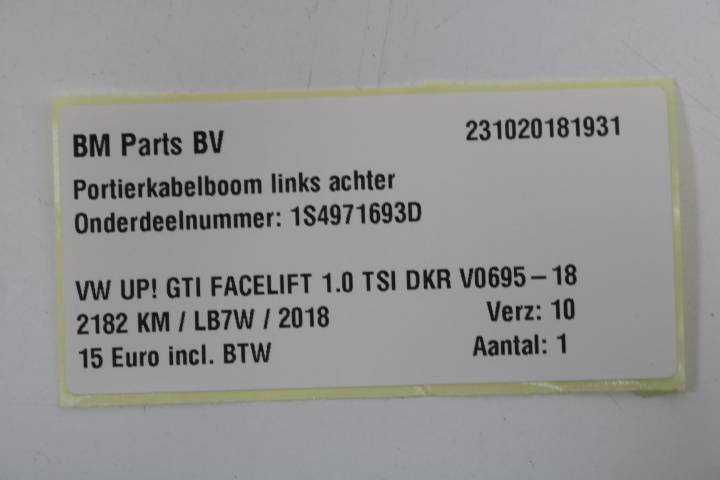 BM Parts BV 231020181931
Portierkabelboom links achter
Onderdeelnummer: 1S4971693D
VW UP! GTI FACELIFT 1.0 TSI DKR V0695-18
2182 KM / LB7W / 2018 Verz: 10
15 Euro incl. BTW Aantal: 1